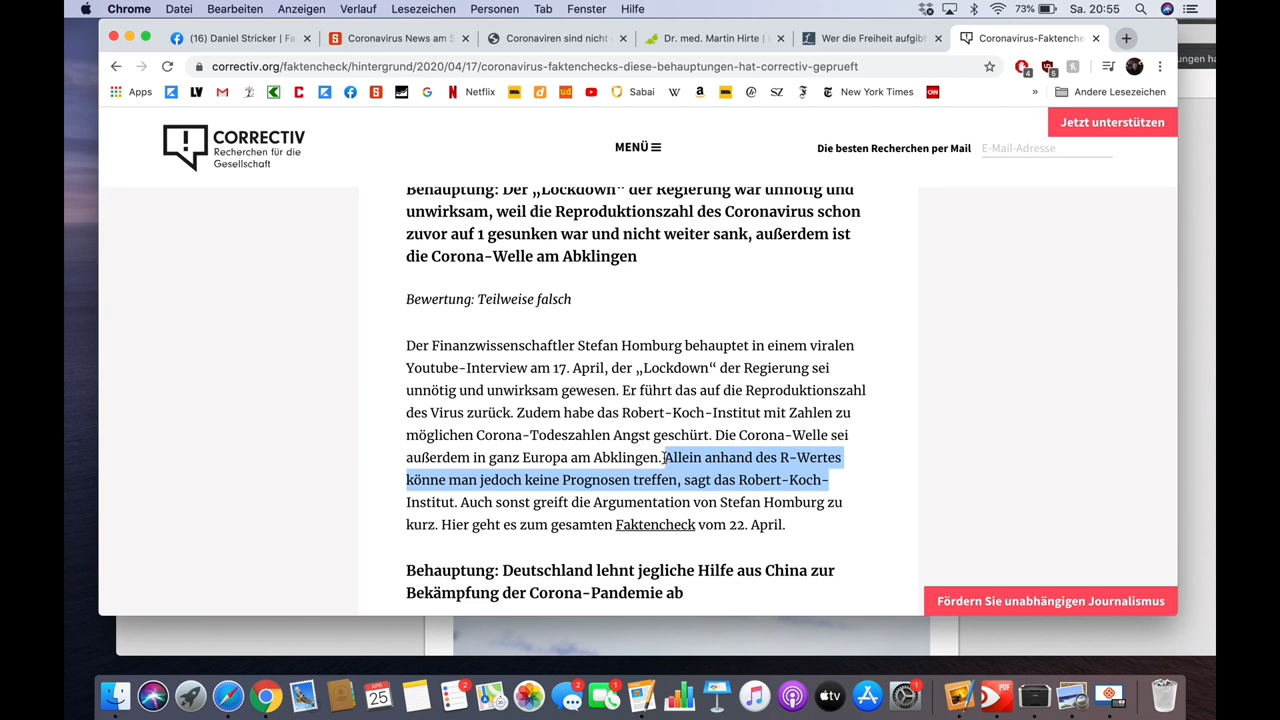 Chrome Datei Bearbeiten Anzeigen Verlauf Lesezeichen Personen Tab Fenster Hilfe 73% Sa. 20:55
(16) Daniel Stricker | Fa Coronavirus News am S Coronaviren sind nicht Dr. med. Martin Hirte | Wer die Freiheit aufgibt Coronavirus-Faktenche
correctiv.org/faktencheck/hintergrund/2020/04/17/coronavirus-faktenchecks-diese-behauptungen-hat-correctiv-geprueft
Apps Netflix Sabai New York Times Andere Lesezeichen
Jetzt unterstützen
CORRECTIV
Recherchen für die
Gesellschaft
MENÜ
Die besten Recherchen per Mail E-Mail-Adresse
Behauptung: Der „Lockdown“ der Regierung war unnötig und
unwirksam, weil die Reproduktionszahl des Coronavirus schon
zuvor auf 1 gesunken war und nicht weiter sank, außerdem ist
die Corona-Welle am Abklingen
Bewertung: Teilweise falsch
Der Finanzwissenschaftler Stefan Homburg behauptet in einem viralen
Youtube-Interview am 17. April, der „Lockdown“ der Regierung sei
unnötig und unwirksam gewesen. Er führt das auf die Reproduktionszahl
des Virus zurück. Zudem habe das Robert-Koch-Institut mit Zahlen zu
möglichen Corona-Todeszahlen Angst geschürt. Die Corona-Welle sei
außerdem in ganz Europa am Abklingen. Allein anhand des R-Wertes
könne man jedoch keine Prognosen treffen, sagt das Robert-Koch-
Institut. Auch sonst greift die Argumentation von Stefan Homburg zu
kurz. Hier geht es zum gesamten Faktencheck vom 22. April.
Behauptung: Deutschland lehnt jegliche Hilfe aus China zur
Bekämpfung der Corona-Pandemie ab
Fördern Sie unabhängigen Journalismus